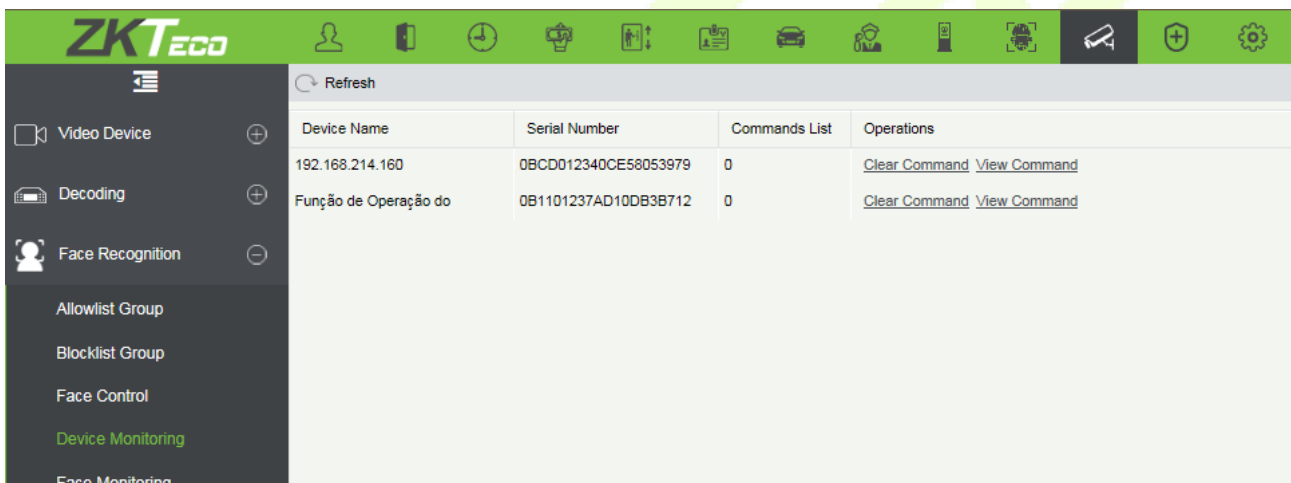 ZKTECO
Refresh
Video Device
Decoding
Face Recognition
Allowlist Group
Blocklist Group
Face Control
Device Monitoring
Face Monitoring
Device Name Serial Number Commands List Operations
192.168.214.160 0BCD012340CE58053979 0 Clear Command View Command
Função de Operação do 0B1101237AD10DB3B712 0 Clear Command View Command